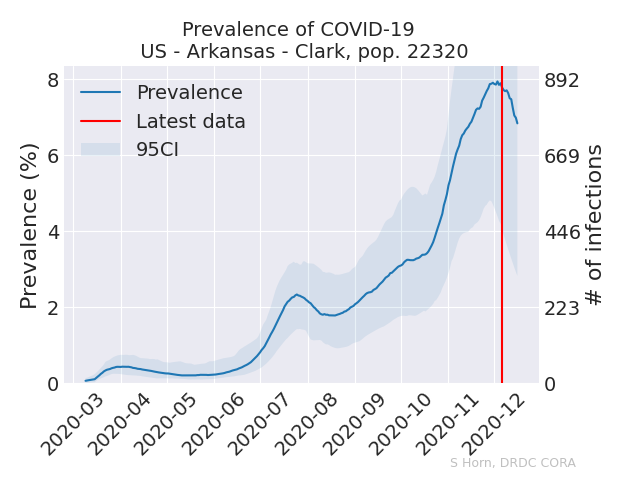 Prevalence of COVID-19
US - Arkansas - Clark, pop. 22320
Prevalence
Latest data
95CI
Prevalence (%)
8
6
4
2
0
892
669
446
223
0
# of infections
2020-03
2020-04
2020-05
2020-06
2020-07
2020-08
2020-09
2020-10
2020-11
2020-12
S Horn, DRDC CORA